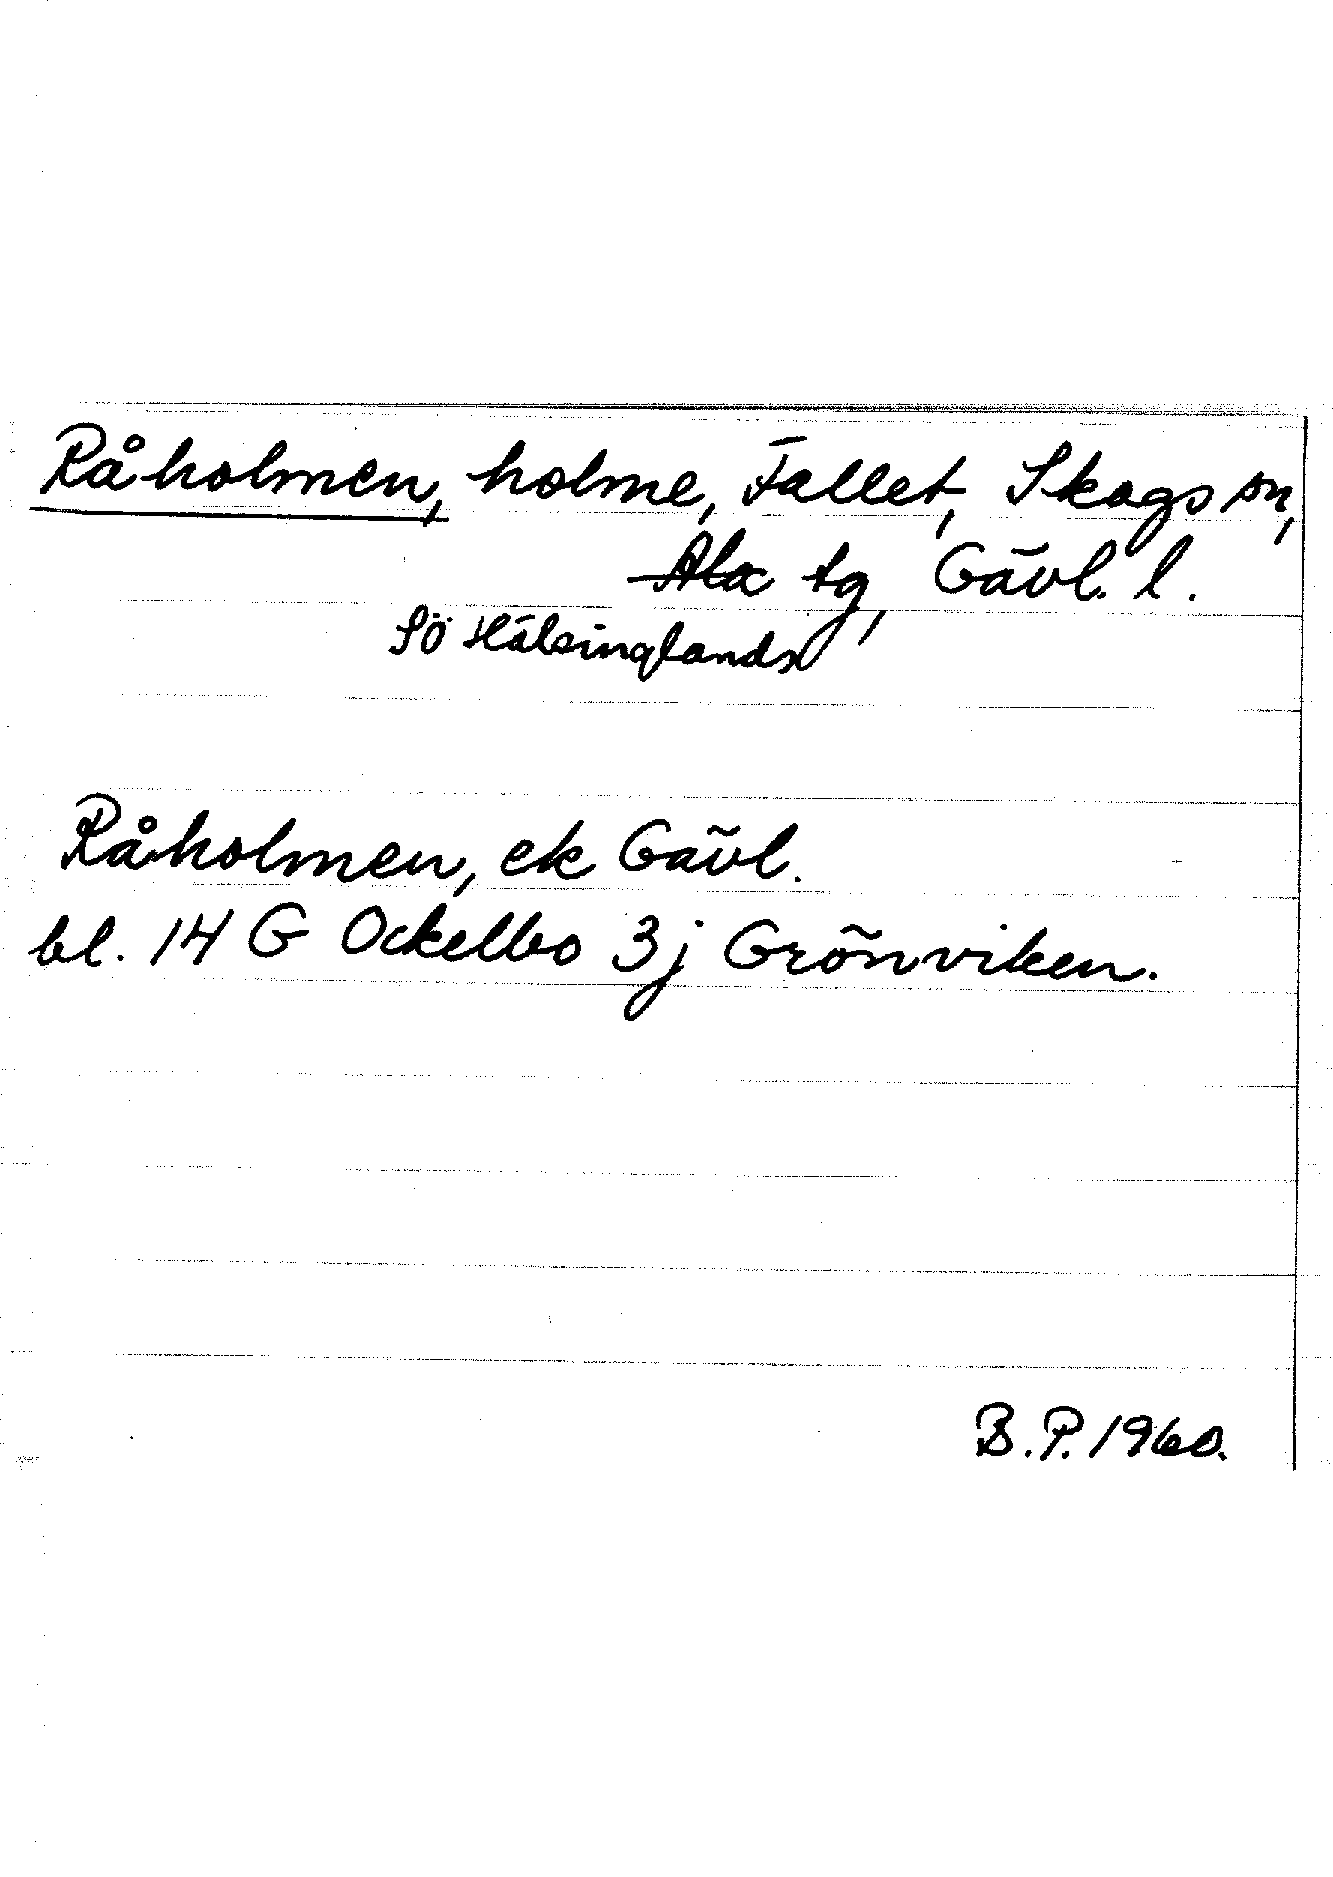 Råholmen, holme, Fallet, Skogs sn,
Ala tg, Gävl. l.
Sö Hälsinglands
Råholmen, ek Gävl.
bl. 14 G Ockelbo 3j Grönviken.
B.P. 1960.